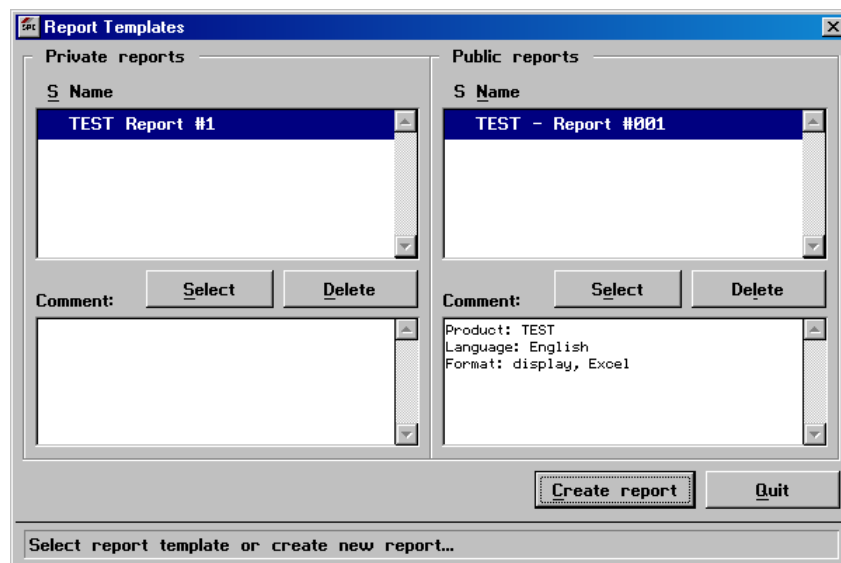 SPC Report Templates
Private reports
S Name
TEST Report #1
Select Delete
Comment:
Public reports
S Name
TEST - Report #001
Select Delete
Comment:
Product: TEST
Language: English
Format: display, Excel
Create report Quit
Select report template or create new report...